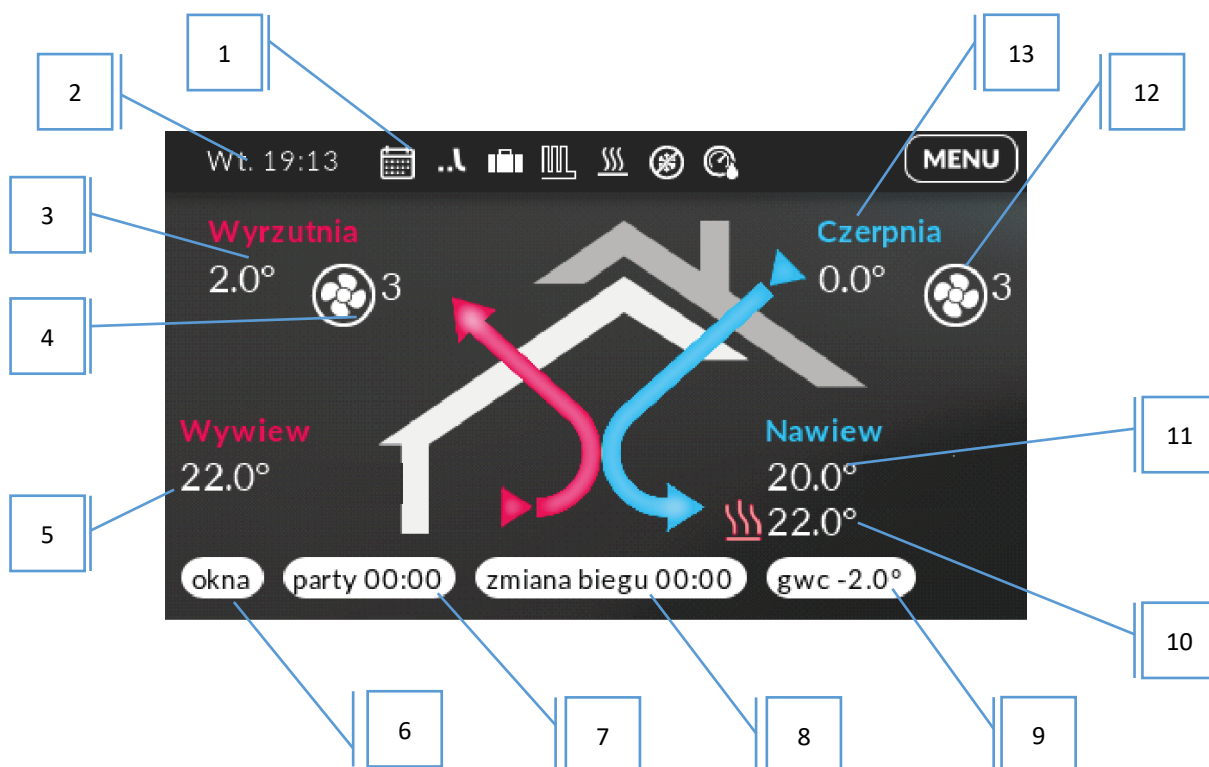 1
13
2
12
Wt. 19:13
MENU
3
Wyrzutnia
2.0°
3
Czerpnia
0.0°
3
4
Wywiew
22.0°
Nawiew
20.0°
22.0°
11
5
okna
party 00:00
zmiana biegu 00:00
gwc -2.0°
10
6
7
8
9